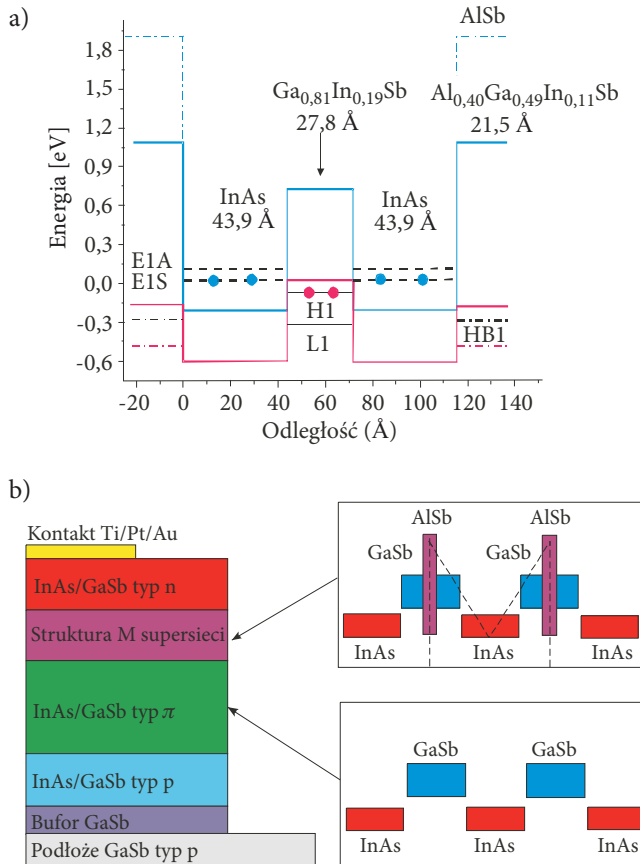 a)
AlSb
1,8
1,5
1,2
0,9
0,6
0,3
0,0
-0,3
-0,6
Energia [eV]
Ga0,81In0,19Sb
27,8 Å
Al0,40Ga0,49In0,11Sb
21,5 Å
InAs
43,9 Å
InAs
43,9 Å
E1A
E1S
H1
L1
HB1
-20 0 20 40 60 80 100 120 140
Odległość (Å)
b)
Kontakt Ti/Pt/Au
InAs/GaSb typ n
Struktura M supersieci
InAs/GaSb typ π
InAs/GaSb typ p
Bufor GaSb
Podłoże GaSb typ p
AlSb AlSb
GaSb GaSb
InAs InAs InAs
GaSb GaSb
InAs InAs InAs